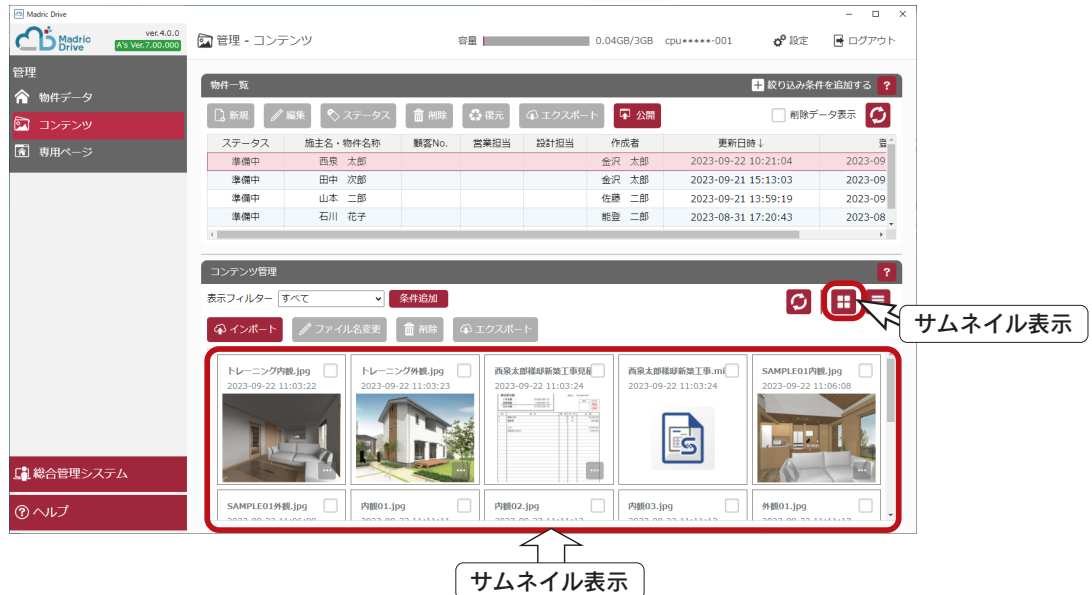 Madric Drive
Madric Drive
ver.4.0.0
A's Ver.7.00.000
管理 - コンテンツ
容量
0.04GB/3GB
cpu*****-001
設定
ログアウト
管理
物件データ
コンテンツ
専用ページ
総合管理システム
ヘルプ
物件一覧
絞り込み条件を追加する
?
新規
編集
ステータス
削除
復元
エクスポート
公開
削除データ表示
ステータス 施主名・物件名称 顧客No. 営業担当 設計担当 作成者 更新日時↓
準備中 西泉 太郎 金沢 太郎 2023-09-22 10:21:04 2023-09
準備中 田中 次郎 金沢 太郎 2023-09-21 15:13:03 2023-09
準備中 山本 二郎 佐藤 二郎 2023-09-21 13:59:19 2023-09
準備中 石川 花子 能登 二郎 2023-08-31 17:20:43 2023-08
コンテンツ管理
?
表示フィルター すべて 条件追加
インポート
ファイル名変更
削除
エクスポート
サムネイル表示
トレーニング内観.jpg
2023-09-22 11:03:22
トレーニング外観.jpg
2023-09-22 11:03:23
西泉太郎様邸新築工事見
2023-09-22 11:03:24
西泉太郎様邸新築工事.mi
2023-09-22 11:03:24
SAMPLE01内観.jpg
2023-09-22 11:06:08
SAMPLE01外観.jpg
内観01.jpg
内観02.jpg
内観03.jpg
外観01.jpg
サムネイル表示